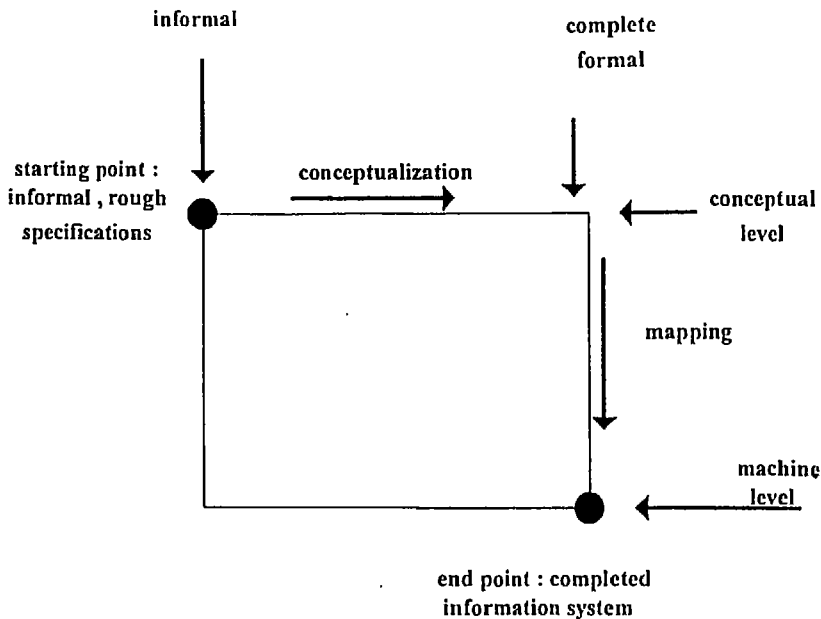 informal
complete
formal
starting point :
informal , rough
specifications
conceptualization
conceptual
level
mapping
machine
level
end point : completed
information system